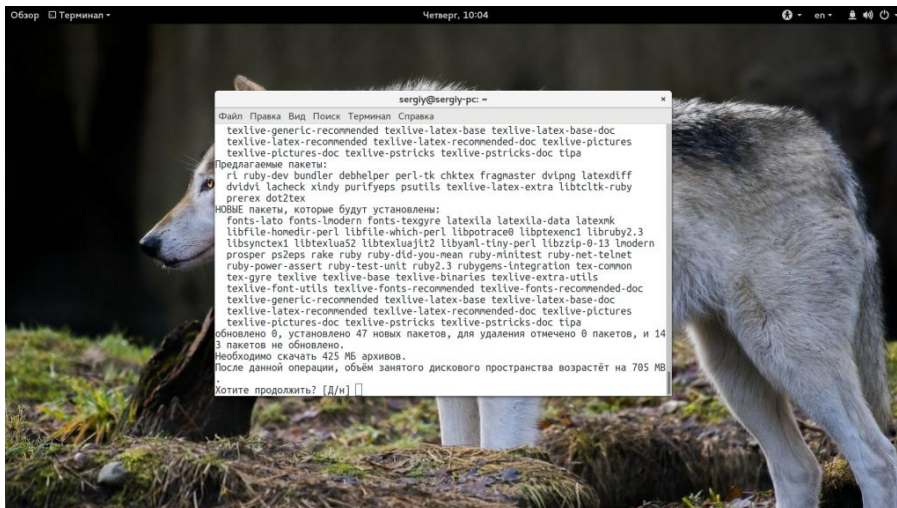 Обзор Терминал
Четверг, 10:04
en
sergiy@sergiy-pc: ~
Файл Правка Вид Поиск Терминал Справка
texlive-generic-recommended texlive-latex-base texlive-latex-base-doc
texlive-latex-recommended texlive-latex-recommended-doc texlive-pictures
texlive-pictures-doc texlive-pstricks texlive-pstricks-doc tipa
Предлагаемые пакеты:
ri ruby-dev bundler debhelper perl-tk chktex fragmaster dvipng latexdiff
dvidvi lacheck xindy purifyeps psutils texlive-latex-extra libtcltk-ruby
prerex dot2tex
НОВЫЕ пакеты, которые будут установлены:
fonts-lato fonts-lmodern fonts-texgyre latexila latexila-data latexmk
libfile-homedir-perl libfile-which-perl libpotrace0 libptexenc1 libruby2.3
libsynctex1 libtexlua52 libtexluajit2 libyaml-tiny-perl libzzip-0-13 lmodern
prosper ps2eps rake ruby ruby-did-you-mean ruby-minitest ruby-net-telnet
ruby-power-assert ruby-test-unit ruby2.3 rubygems-integration tex-common
tex-gyre texlive texlive-base texlive-binaries texlive-extra-utils
texlive-font-utils texlive-fonts-recommended texlive-fonts-recommended-doc
texlive-generic-recommended texlive-latex-base texlive-latex-base-doc
texlive-latex-recommended texlive-latex-recommended-doc texlive-pictures
texlive-pictures-doc texlive-pstricks texlive-pstricks-doc tipa
обновлено 0, установлено 47 новых пакетов, для удаления отмечено 0 пакетов, и 14
3 пакетов не обновлено.
Необходимо скачать 425 МБ архивов.
После данной операции, объём занятого дискового пространства возрастёт на 705 MB
.
Хотите продолжить? [Д/н]